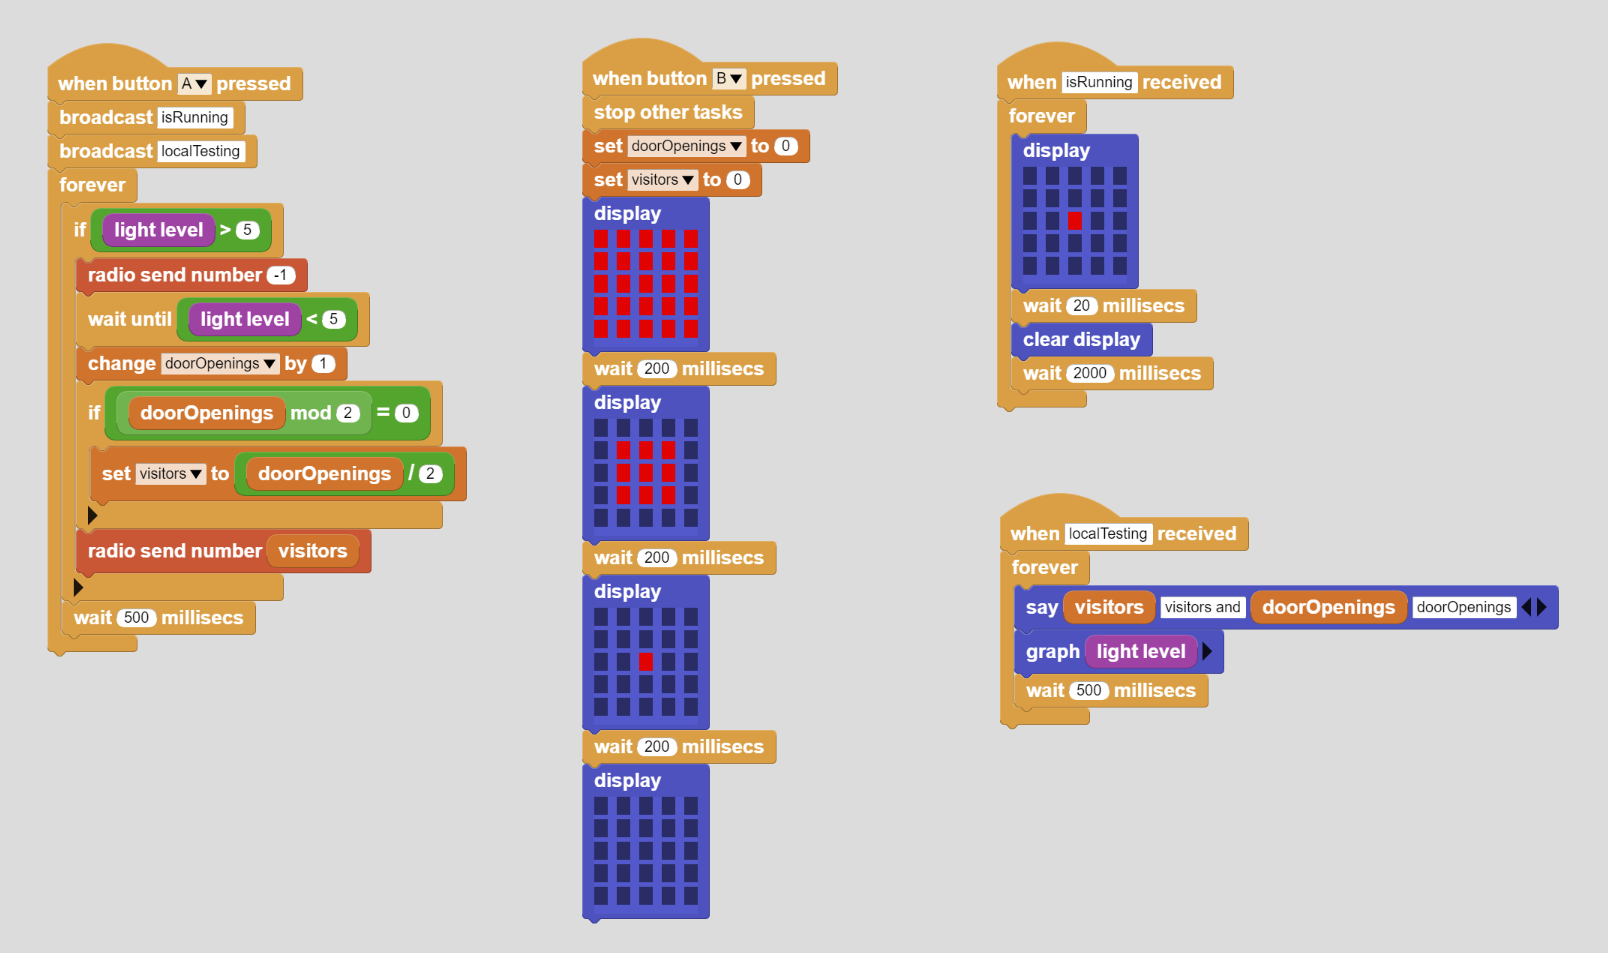 when button A pressed
broadcast isRunning
broadcast localTesting
forever
if light level > 5
radio send number -1
wait until light level < 5
change doorOpenings by 1
if doorOpenings mod 2 = 0
set visitors to doorOpenings / 2
radio send number visitors
wait 500 millisecs
when button B pressed
stop other tasks
set doorOpenings to 0
set visitors to 0
display
wait 200 millisecs
display
wait 200 millisecs
display
wait 200 millisecs
display
when isRunning received
forever
display
wait 20 millisecs
clear display
wait 2000 millisecs
when localTesting received
forever
say visitors visitors and doorOpenings doorOpenings
graph light level
wait 500 millisecs